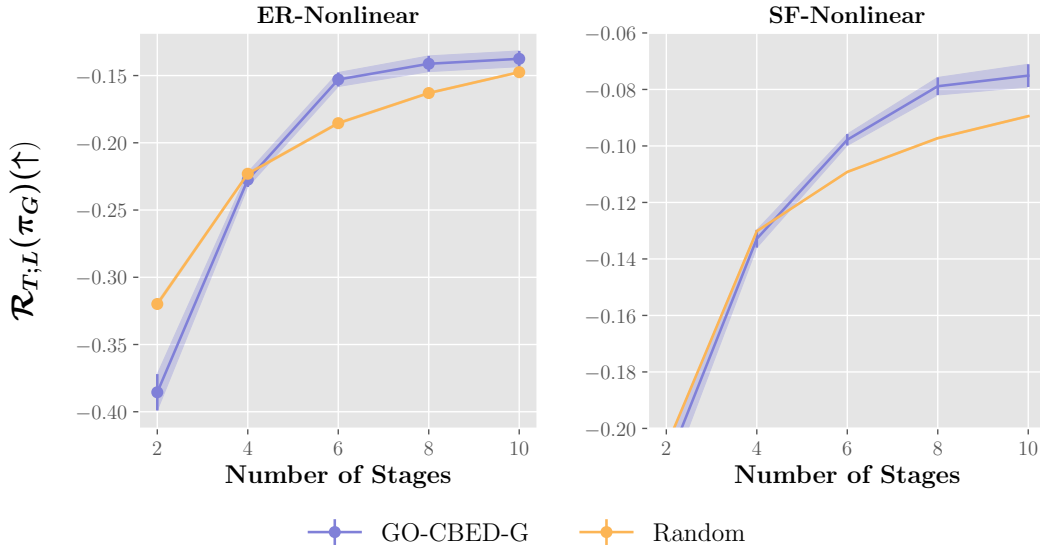 ER-Nonlinear
SF-Nonlinear
𝓡_{T;L}(π_G)(↑)
−0.15
−0.20
−0.25
−0.30
−0.35
−0.40
2 4 6 8 10
Number of Stages
−0.06
−0.08
−0.10
−0.12
−0.14
−0.16
−0.18
−0.20
2 4 6 8 10
Number of Stages
GO-CBED-G
Random